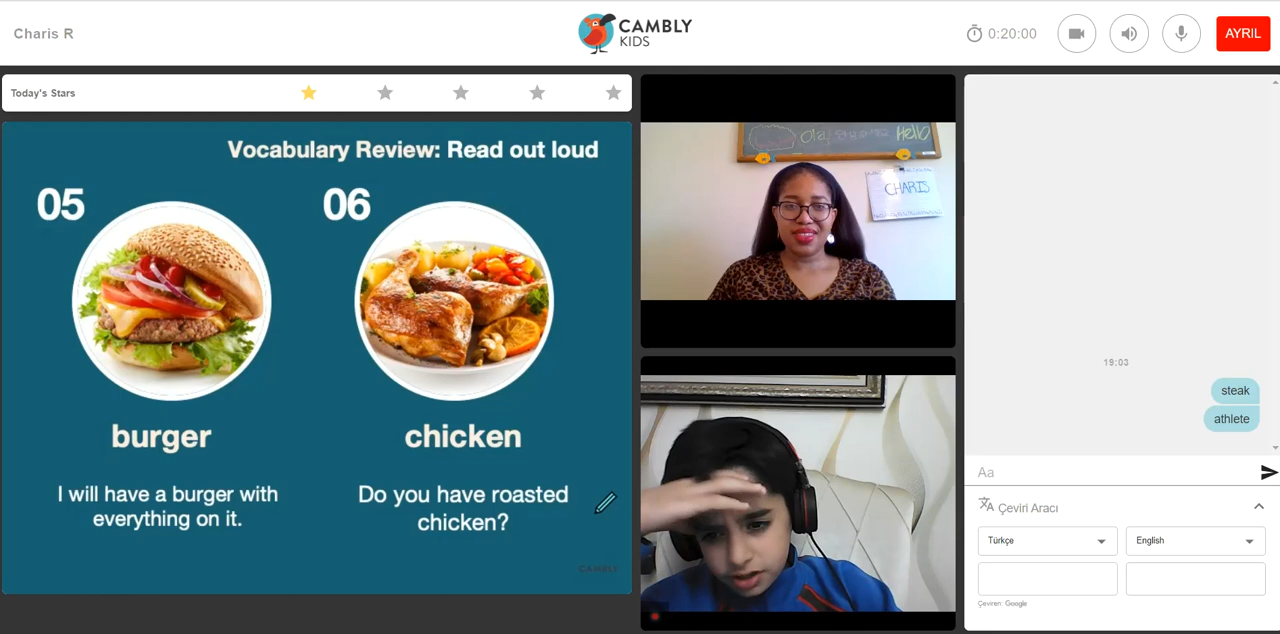 Charis R
CAMBLY
KIDS
0:20:00
AYRIL
Today's Stars
Vocabulary Review: Read out loud
05
06
burger
chicken
I will have a burger with
everything on it.
Do you have roasted
chicken?
CAMBLY
Hello
CHARIS
19:03
steak
athlete
Aa
Çeviri Aracı
Türkçe
English
Çeviren: Google